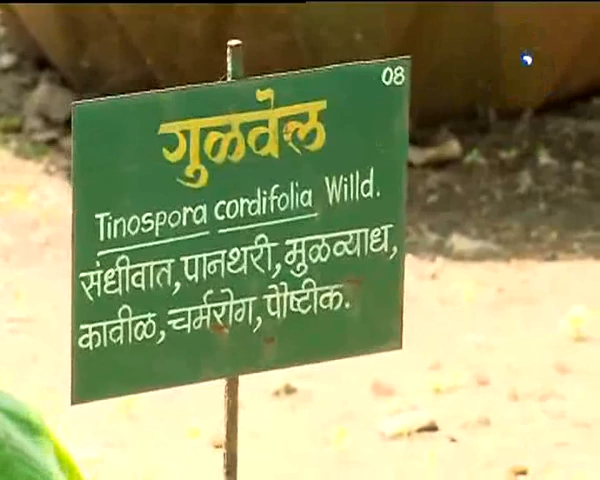 08
गुळवेल
Tinospora cordifolia Willd.
संधीवात, पानथरी, मुळव्याध,
कावीळ, चर्मरोग, पौष्टीक.